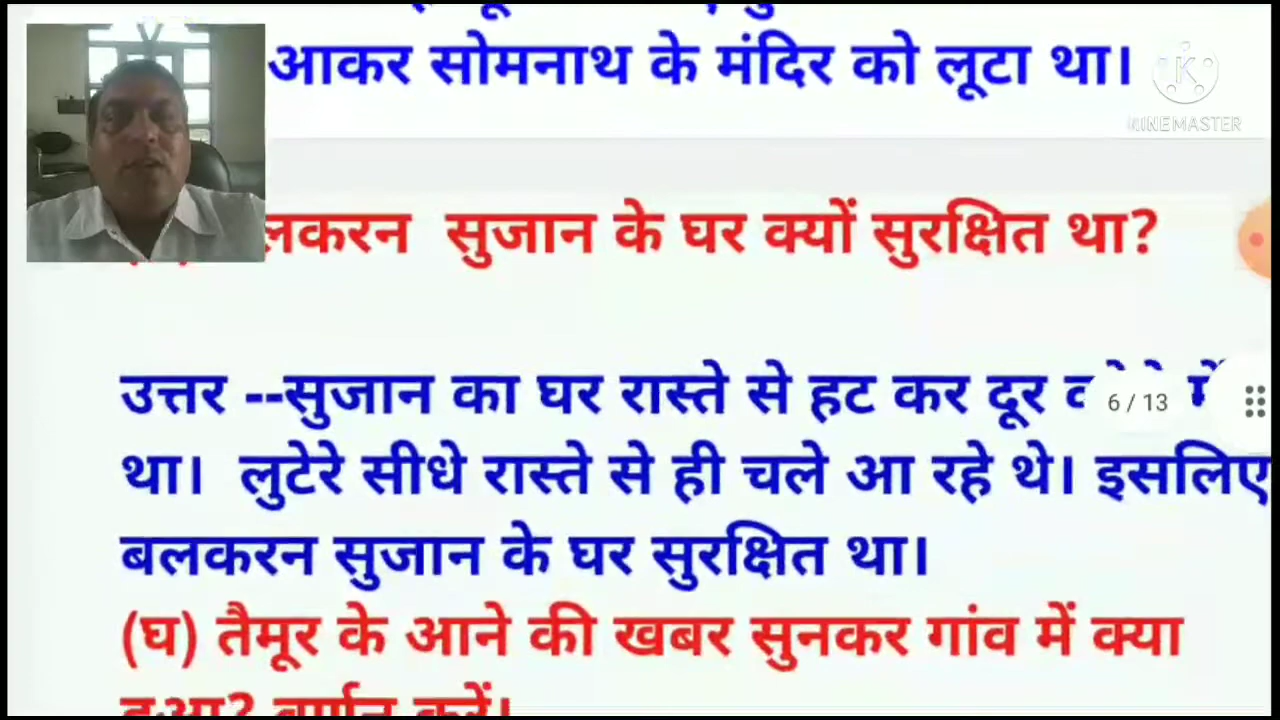 आकर सोमनाथ के मंदिर को लूटा था।
KINEMASTER
सुजान के घर क्यों सुरक्षित था?
उत्तर --सुजान का घर रास्ते से हट कर दूर
6 / 13
था। लुटेरे सीधे रास्ते से ही चले आ रहे थे। इसलिए
बलकरन सुजान के घर सुरक्षित था।
(घ) तैमूर के आने की खबर सुनकर गांव में क्या